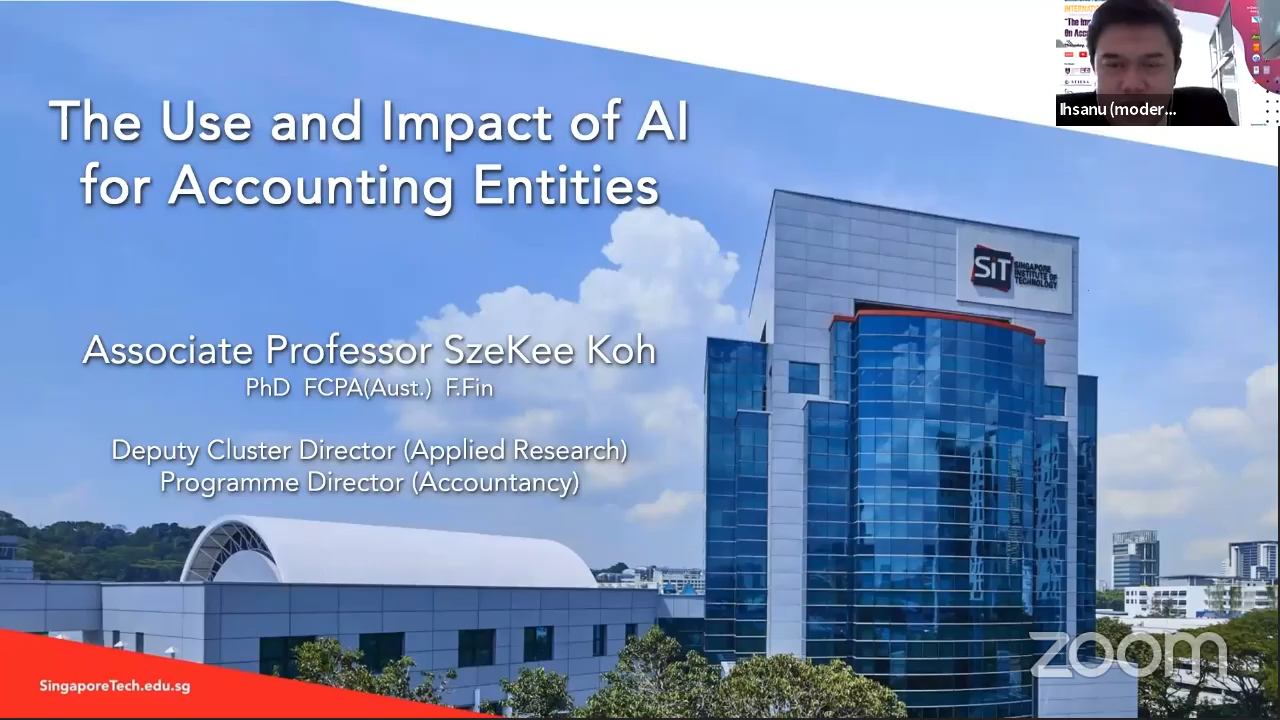 The Use and Impact of AI
for Accounting Entities
Associate Professor SzeKee Koh
PhD FCPA(Aust.) F.Fin
Deputy Cluster Director (Applied Research)
Programme Director (Accountancy)
SingaporeTech.edu.sg
SiT
SINGAPORE
INSTITUTE OF
TECHNOLOGY
Ihsanu (moder...
zoom